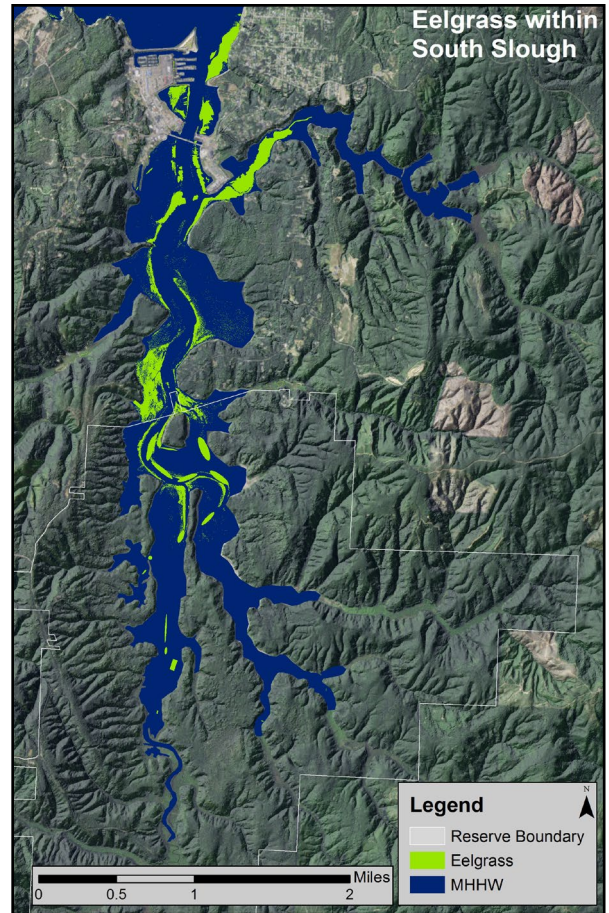 Eelgrass within
South Slough
N
Legend
Reserve Boundary
Eelgrass
MHHW
Miles
0 0.5 1 2